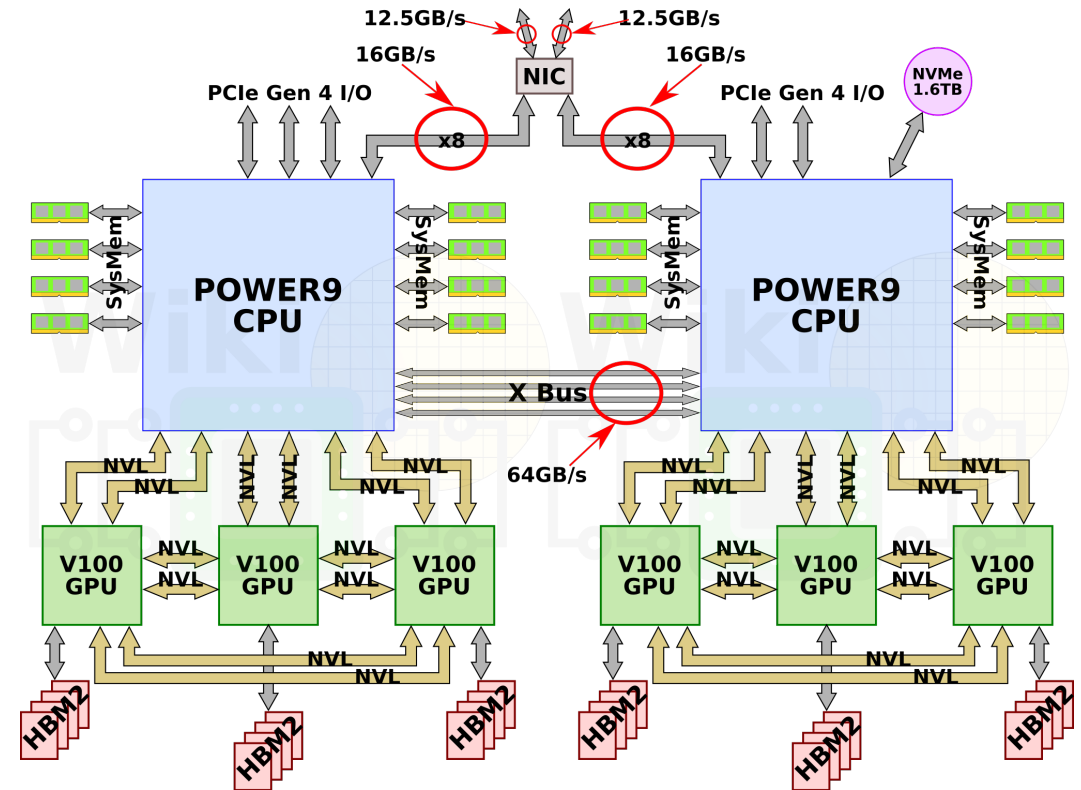 12.5GB/s
12.5GB/s
16GB/s
16GB/s
NIC
NVMe
1.6TB
PCIe Gen 4 I/O
PCIe Gen 4 I/O
x8
x8
SysMem
SysMem
SysMem
SysMem
POWER9
CPU
POWER9
CPU
Wiki
Wiki
X Bus
64GB/s
NVL
NVL
NVL
NVL
NVL
NVL
NVL
NVL
NVL
NVL
NVL
NVL
V100
GPU
NVL
NVL
V100
GPU
NVL
NVL
V100
GPU
V100
GPU
NVL
NVL
V100
GPU
NVL
NVL
V100
GPU
NVL
NVL
NVL
NVL
HBM2
HBM2
HBM2
HBM2
HBM2
HBM2